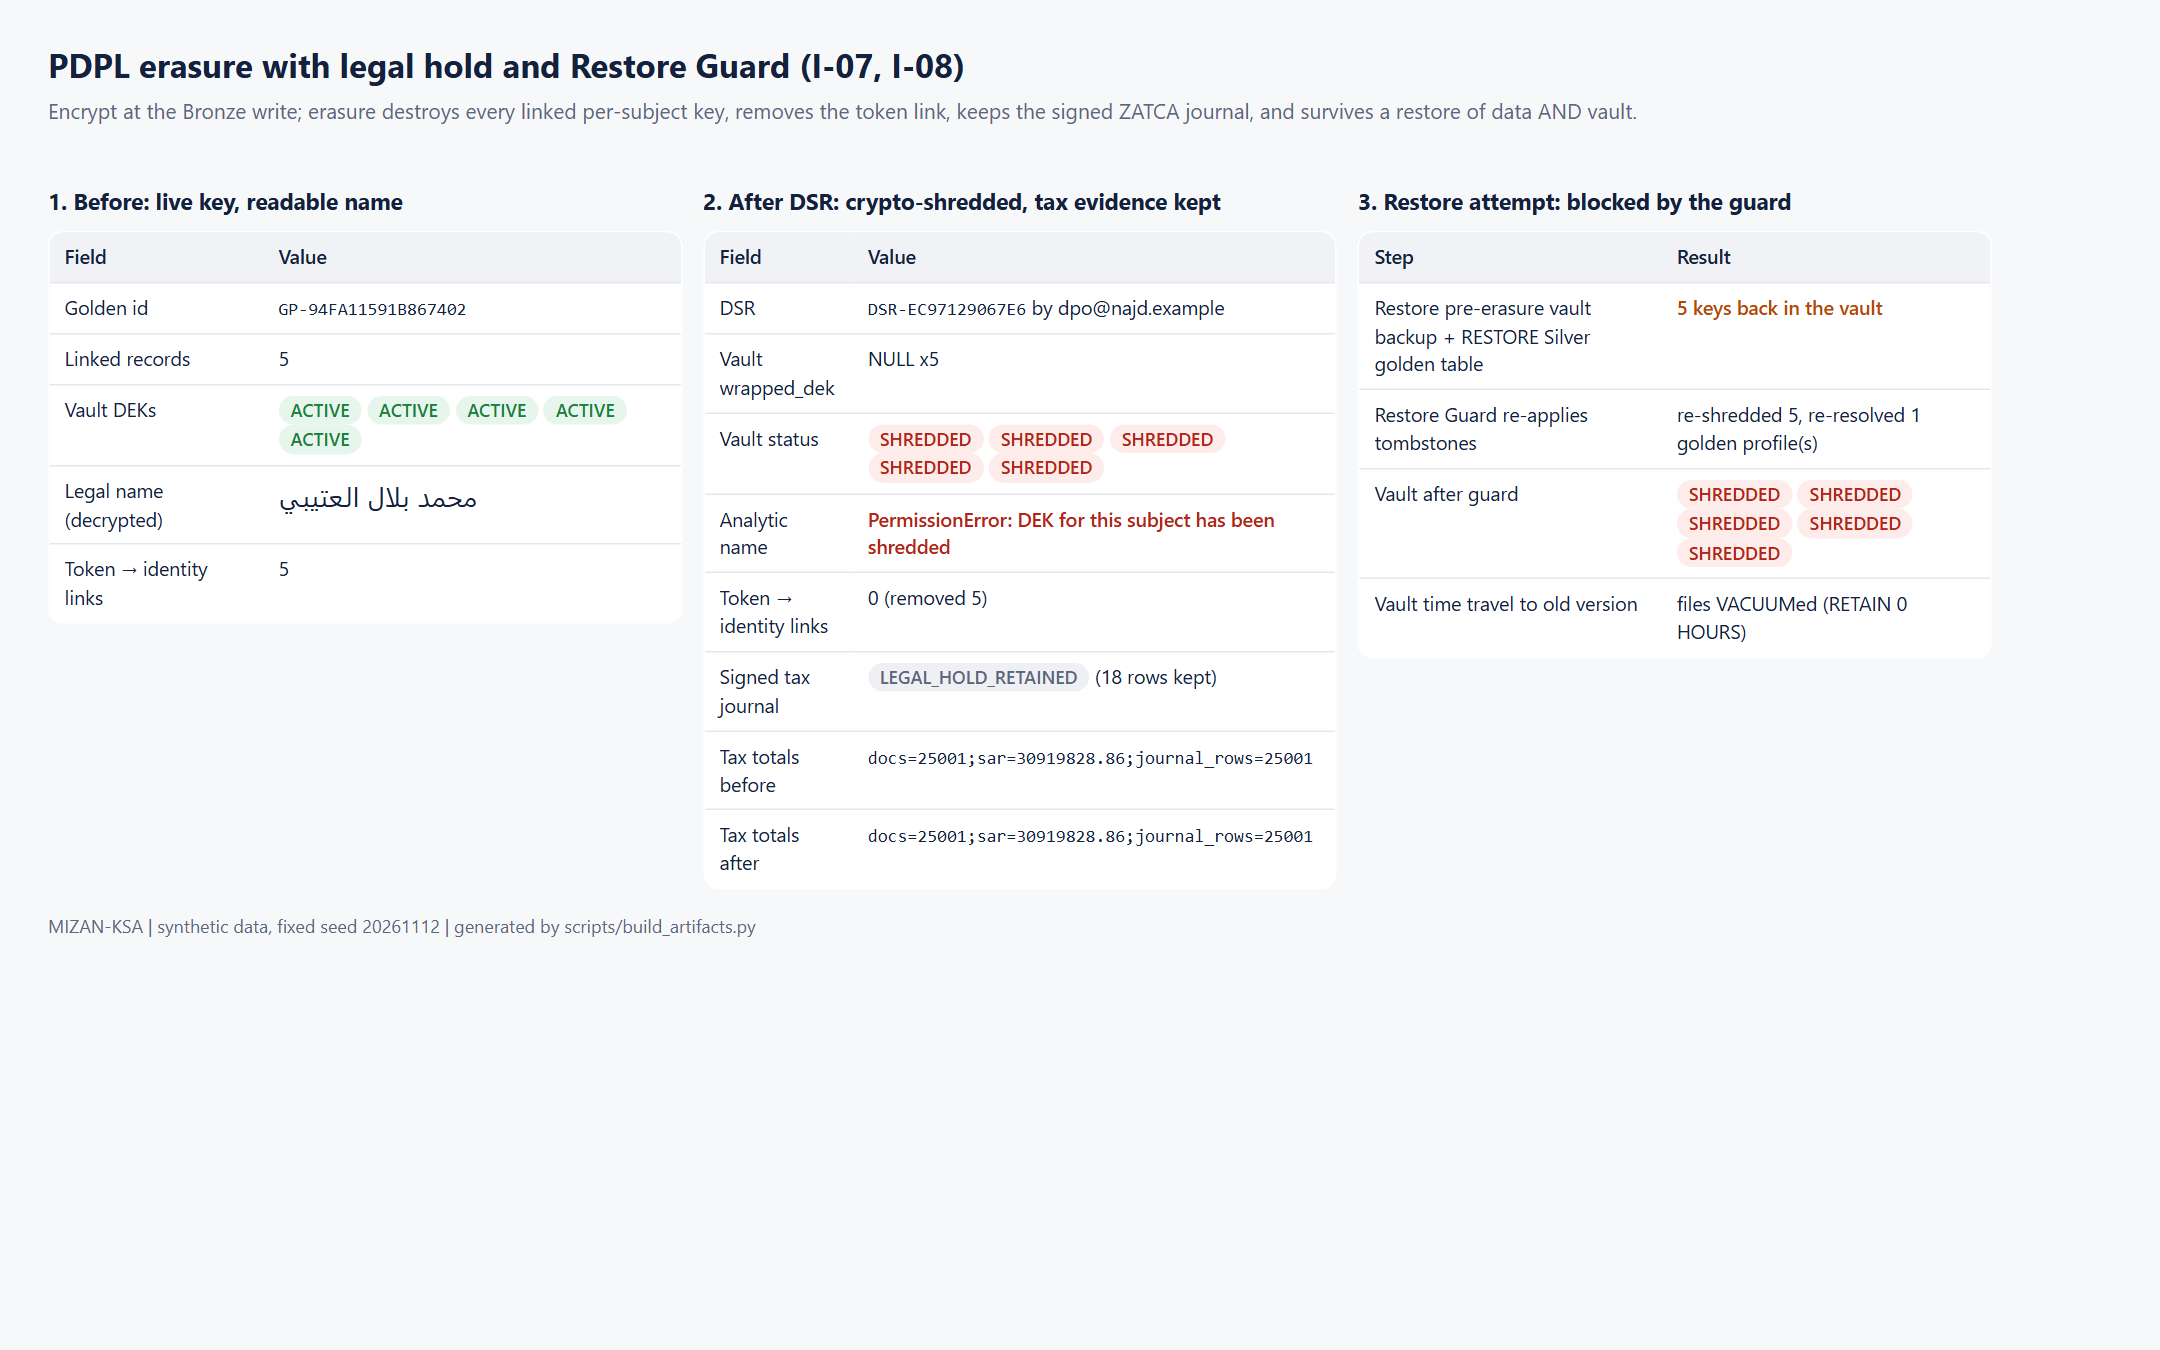 PDPL erasure with legal hold and Restore Guard (I-07, I-08)
Encrypt at the Bronze write; erasure destroys every linked per-subject key, removes the token link, keeps the signed ZATCA journal, and survives a restore of data AND vault.
1. Before: live key, readable name
Field Value
Golden id GP-94FA11591B867402
Linked records 5
Vault DEKs ACTIVE ACTIVE ACTIVE ACTIVE
ACTIVE
Legal name
(decrypted)
محمد بلال العتيبي
Token → identity
links
5
2. After DSR: crypto-shredded, tax evidence kept
Field Value
DSR DSR-EC97129067E6 by dpo@najd.example
Vault
wrapped_dek
NULL x5
Vault status SHREDDED SHREDDED SHREDDED
SHREDDED SHREDDED
Analytic
name
PermissionError: DEK for this subject has been
shredded
Token →
identity links
0 (removed 5)
Signed tax
journal
LEGAL_HOLD_RETAINED (18 rows kept)
Tax totals
before
docs=25001;sar=30919828.86;journal_rows=25001
Tax totals
after
docs=25001;sar=30919828.86;journal_rows=25001
3. Restore attempt: blocked by the guard
Step Result
Restore pre-erasure vault
backup + RESTORE Silver
golden table
5 keys back in the vault
Restore Guard re-applies
tombstones
re-shredded 5, re-resolved 1
golden profile(s)
Vault after guard SHREDDED SHREDDED
SHREDDED SHREDDED
SHREDDED
Vault time travel to old version files VACUUMed (RETAIN 0
HOURS)
MIZAN-KSA | synthetic data, fixed seed 20261112 | generated by scripts/build_artifacts.py